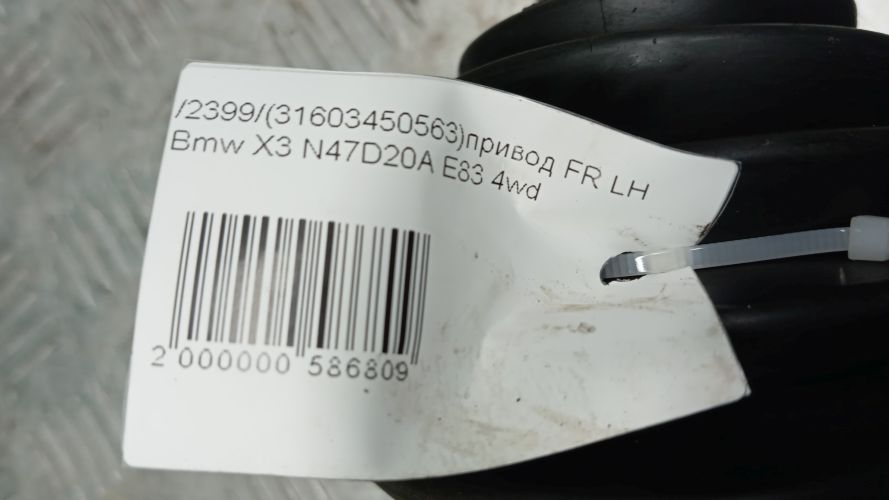 /2399/(31603450563)привод FR LH
Bmw X3 N47D20A E83 4wd
2 000000 586809